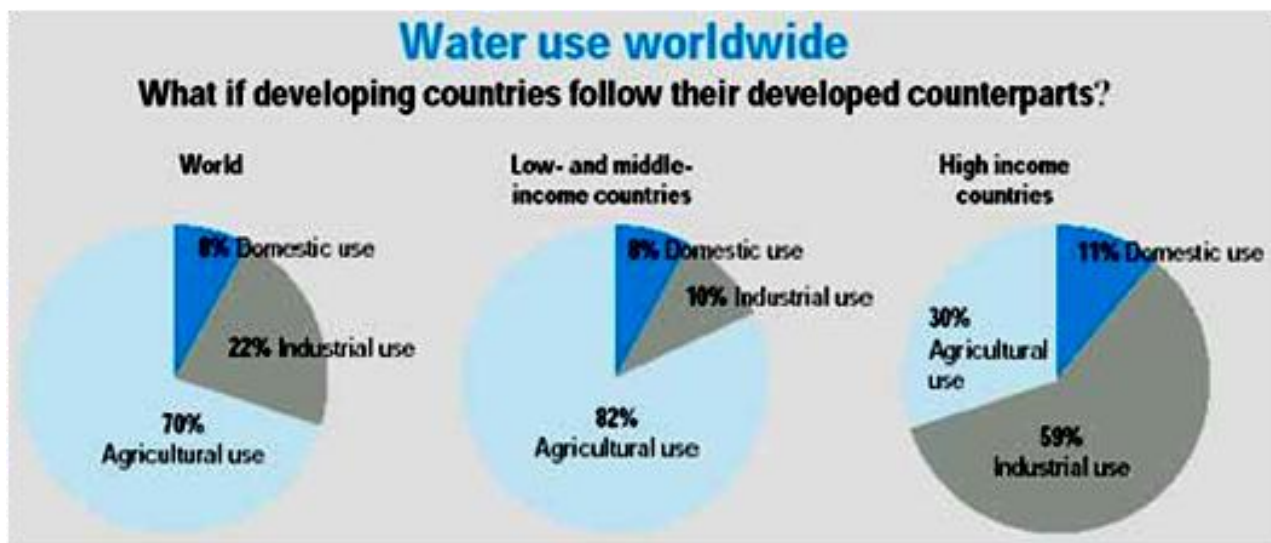 Water use worldwide
What if developing countries follow their developed counterparts?
World
8% Domestic use
22% Industrial use
70%
Agricultural use
Low- and middle-
income countries
8% Domestic use
10% Industrial use
82%
Agricultural use
High income
countries
11% Domestic use
30%
Agricultural
use
59%
Industrial use